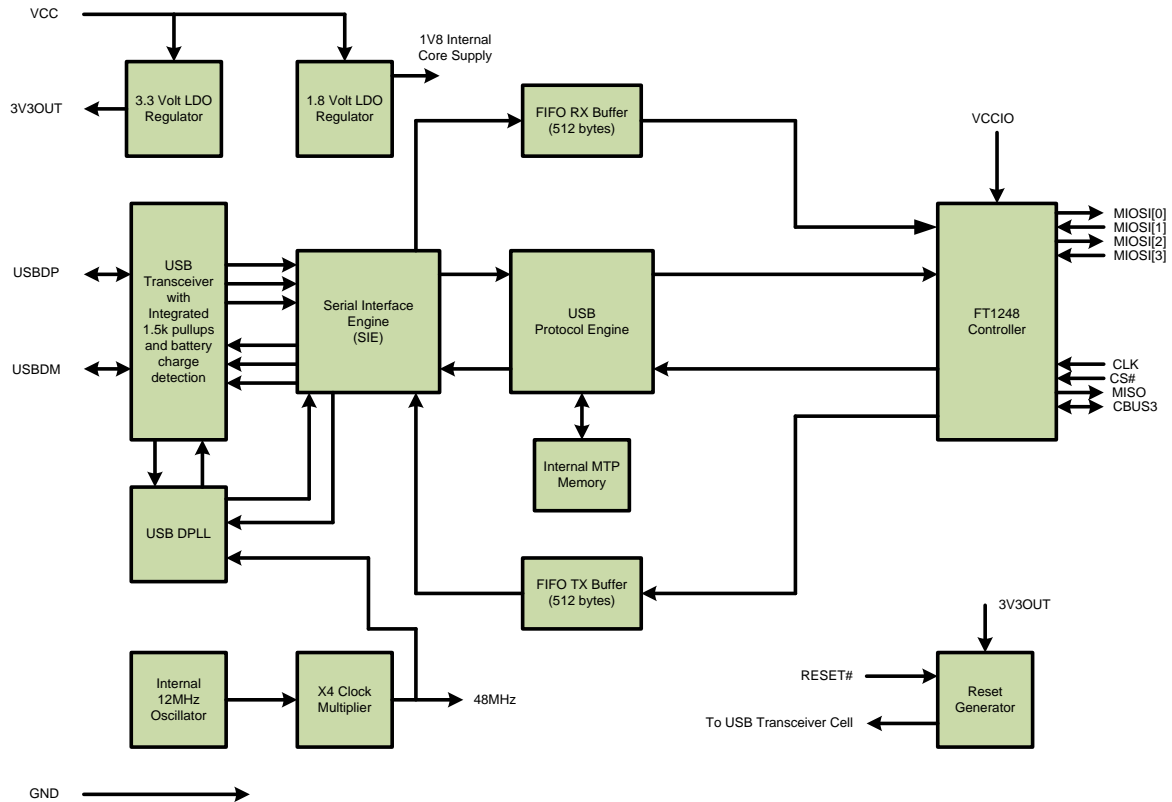 VCC
1V8 Internal
Core Supply
3V3OUT
3.3 Volt LDO
Regulator
1.8 Volt LDO
Regulator
FIFO RX Buffer
(512 bytes)
VCCIO
USBDP
USBDM
USB
Transceiver
with
Integrated
1.5k pullups
and battery
charge
detection
Serial Interface
Engine
(SIE)
USB
Protocol Engine
FT1248
Controller
MIOSI[0]
MIOSI[1]
MIOSI[2]
MIOSI[3]
CLK
CS#
MISO
CBUS3
Internal MTP
Memory
USB DPLL
FIFO TX Buffer
(512 bytes)
3V3OUT
Internal
12MHz
Oscillator
X4 Clock
Multiplier
48MHz
RESET#
To USB Transceiver Cell
Reset
Generator
GND